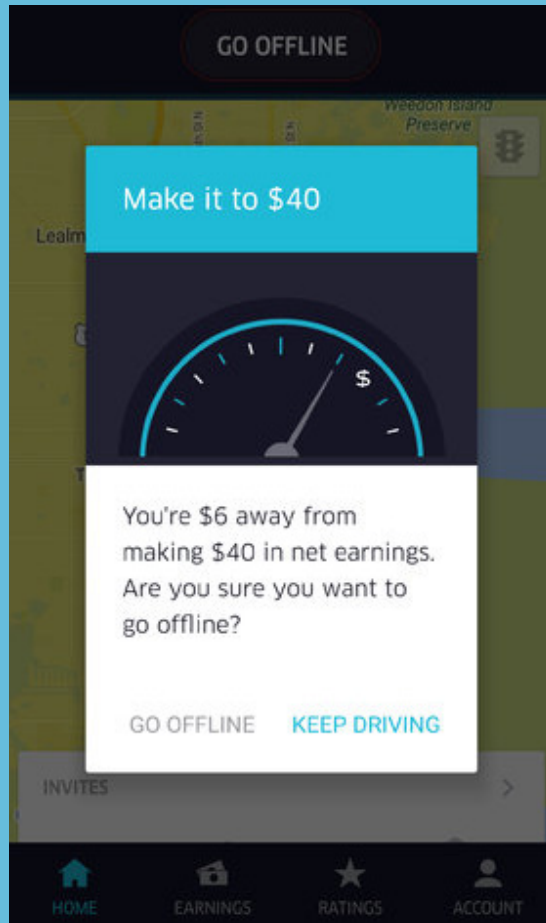 GO OFFLINE
Weedon Island
Preserve
Make it to $40
Lealm
$
You're $6 away from
making $40 in net earnings.
Are you sure you want to
go offline?
GO OFFLINE KEEP DRIVING
INVITES
HOME EARNINGS RATINGS ACCOUNT